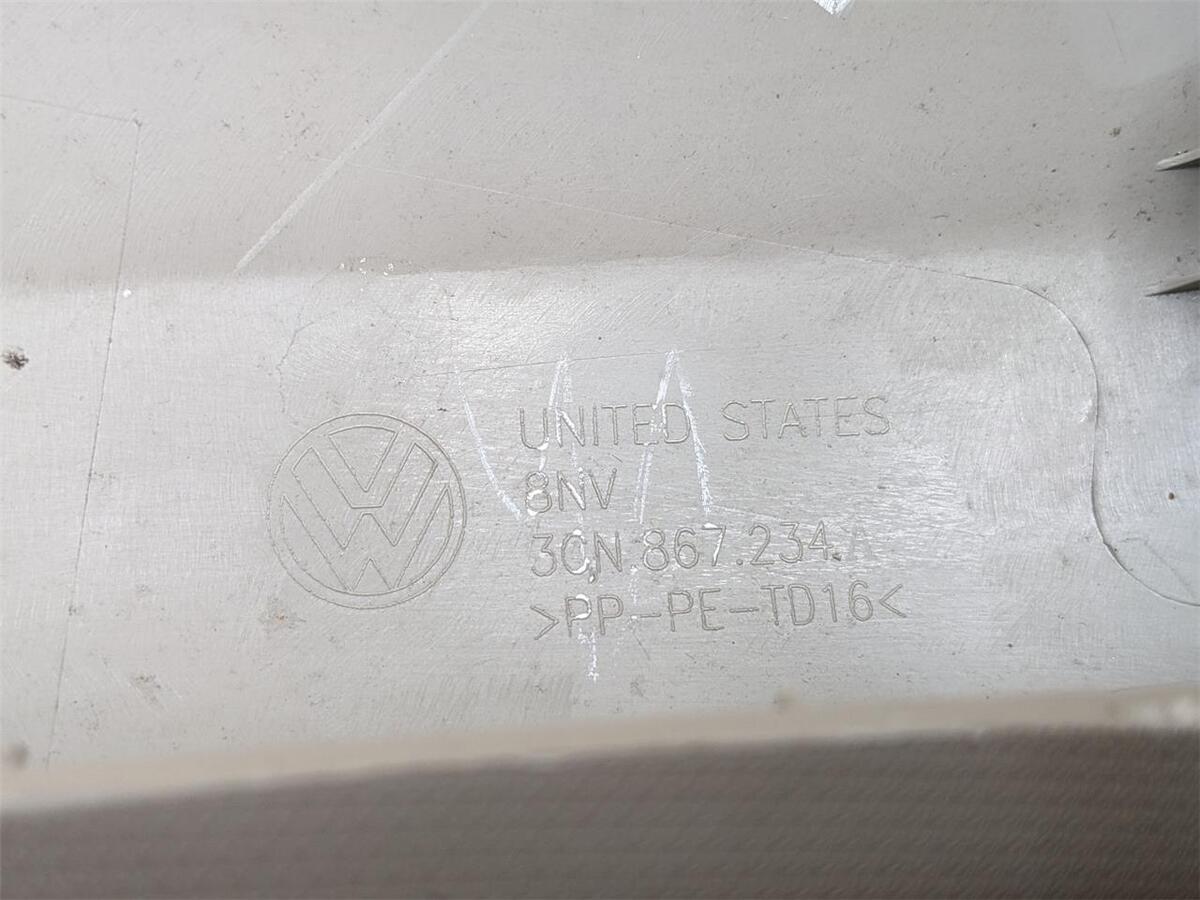 UNITED STATES
8NV
3CN.867.234.A
>PP-PE-TD16<